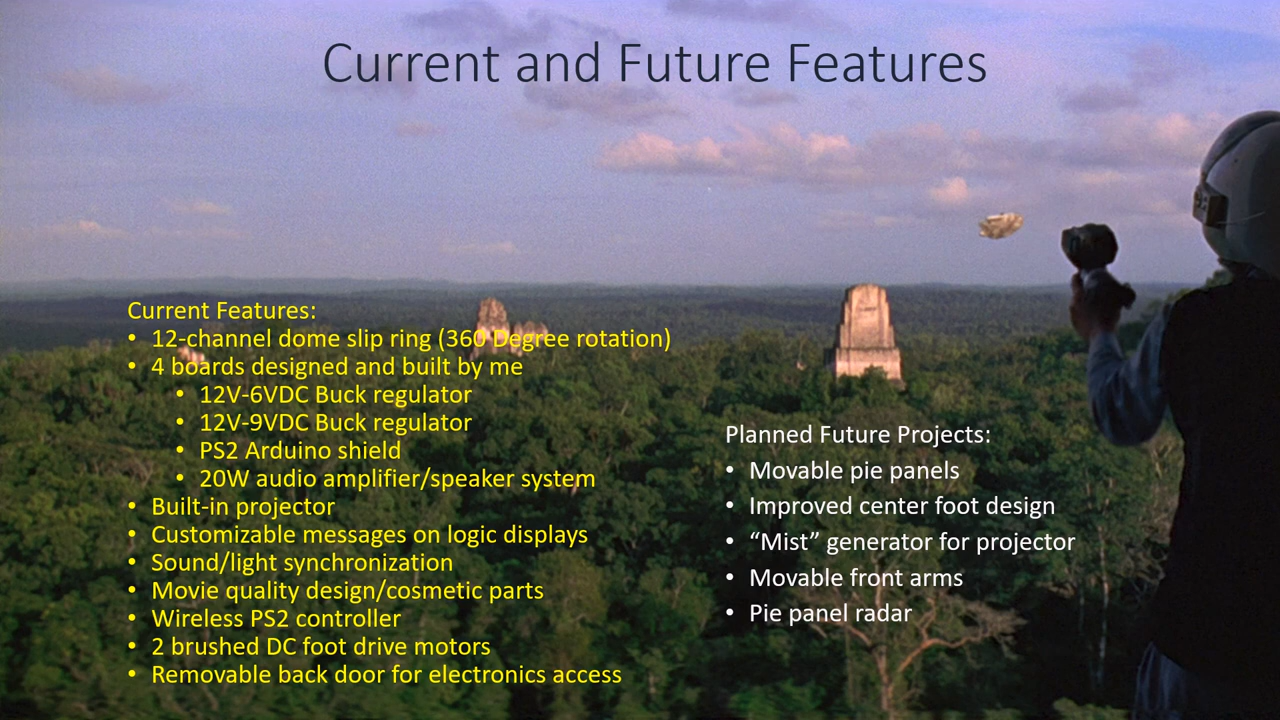 Current and Future Features
Current Features:
• 12-channel dome slip ring (360 Degree rotation)
• 4 boards designed and built by me
• 12V-6VDC Buck regulator
• 12V-9VDC Buck regulator
• PS2 Arduino shield
• 20W audio amplifier/speaker system
• Built-in projector
• Customizable messages on logic displays
• Sound/light synchronization
• Movie quality design/cosmetic parts
• Wireless PS2 controller
• 2 brushed DC foot drive motors
• Removable back door for electronics access
Planned Future Projects:
• Movable pie panels
• Improved center foot design
• “Mist” generator for projector
• Movable front arms
• Pie panel radar